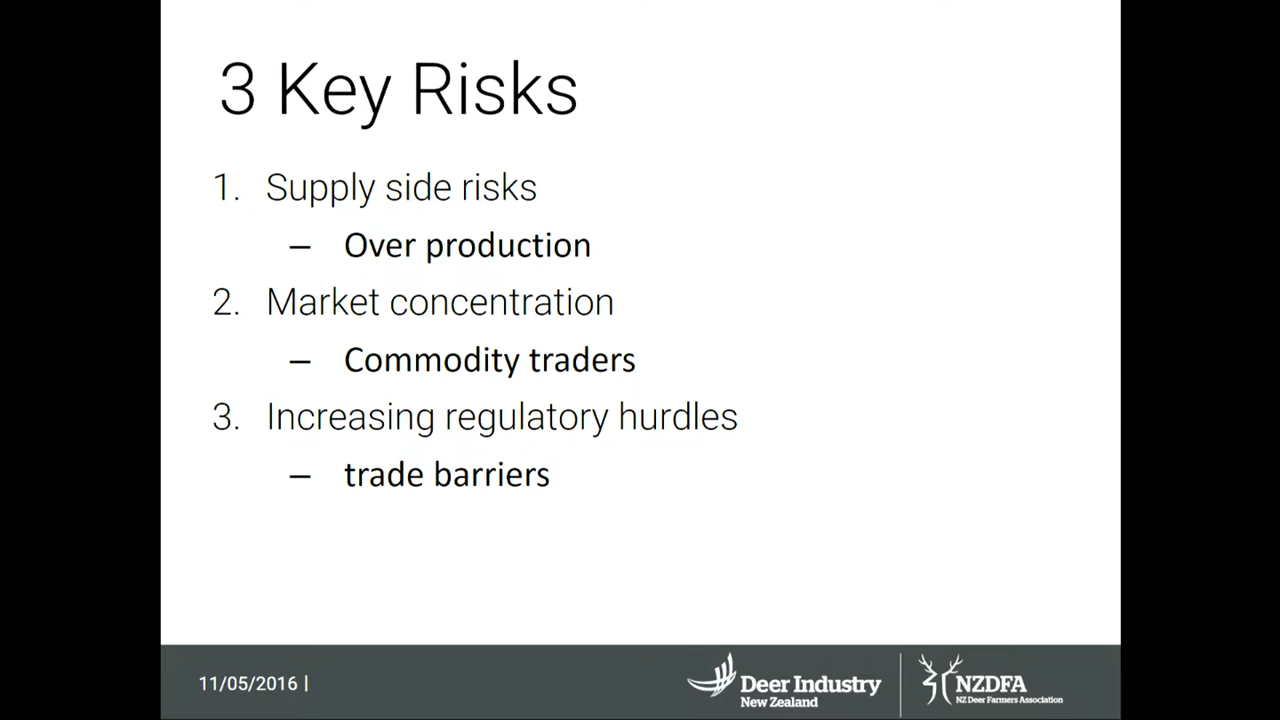 3 Key Risks
1. Supply side risks
– Over production
2. Market concentration
– Commodity traders
3. Increasing regulatory hurdles
– trade barriers
11/05/2016 |
Deer Industry
New Zealand
NZDFA
NZ Deer Farmers Association